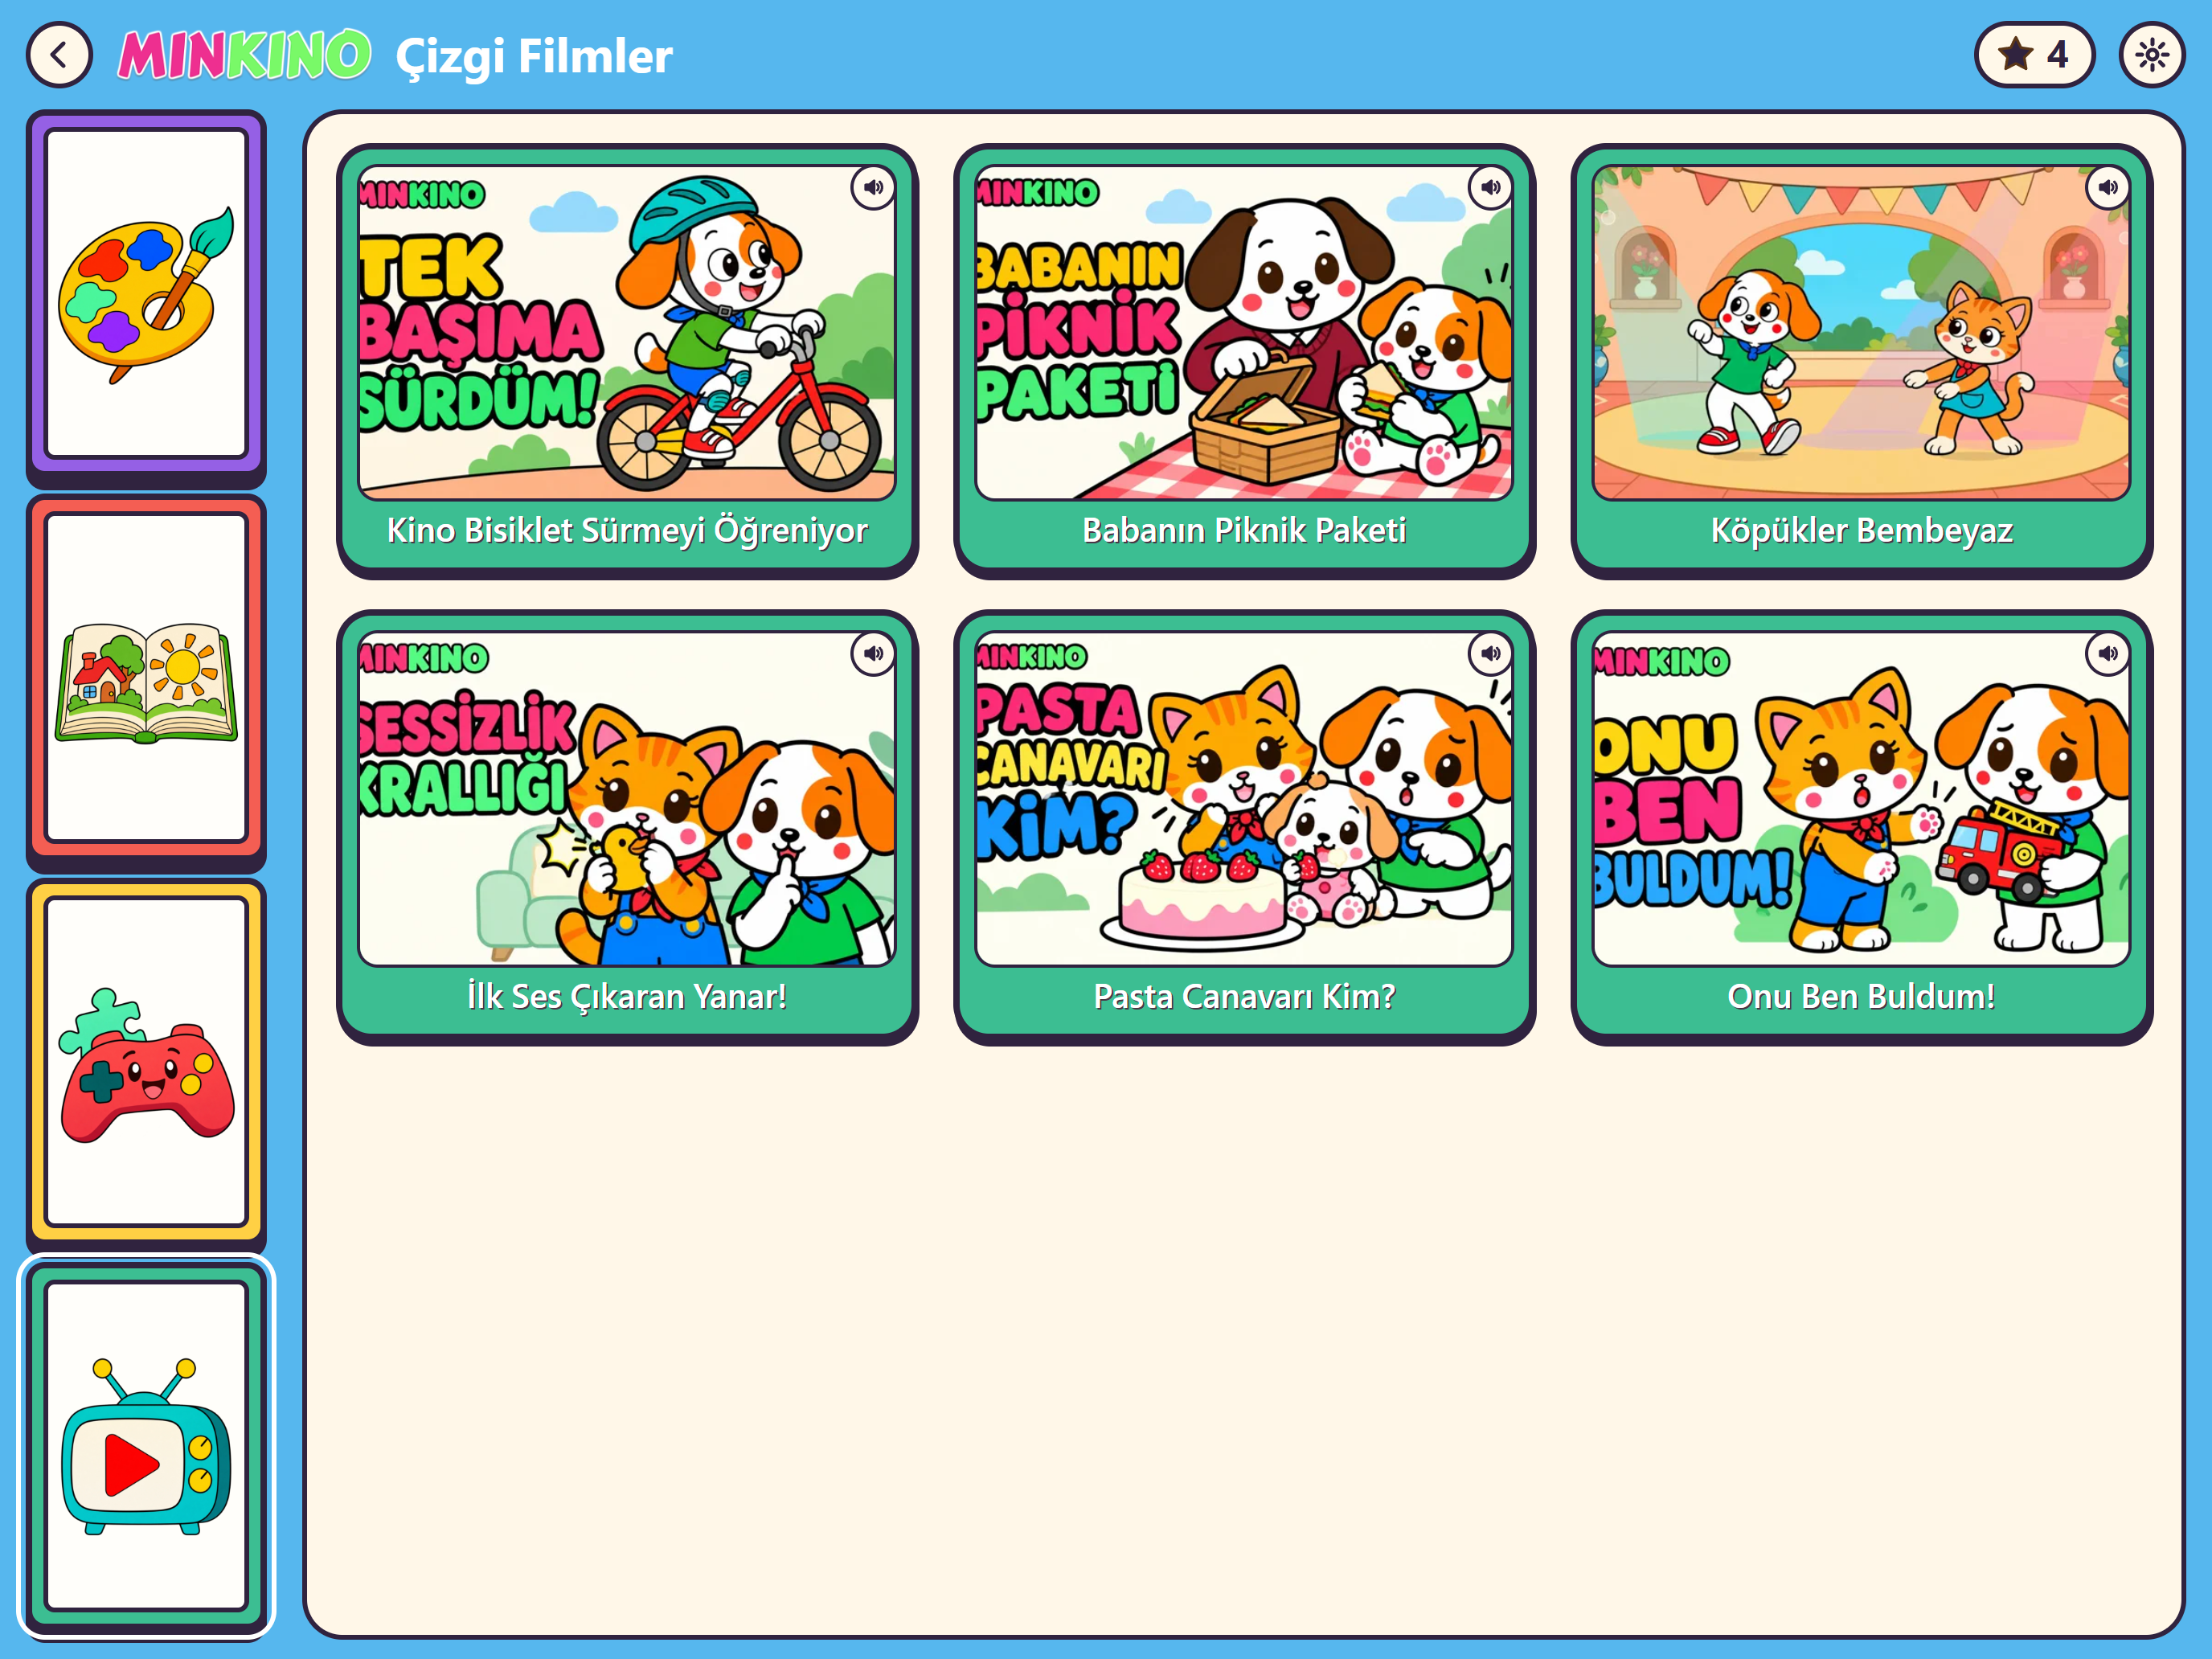 MINKINO Çizgi Filmler
4
MINKINO
TEK
BAŞIMA
SÜRDÜM!
Kino Bisiklet Sürmeyi Öğreniyor
MINKINO
BABANIN
PİKNİK
PAKETİ
Babanın Piknik Paketi
Köpükler Bembeyaz
MINKINO
SESSİZLİK
KRALLIĞI
İlk Ses Çıkaran Yanar!
MINKINO
PASTA
CANAVARI
KİM?
Pasta Canavarı Kim?
MINKINO
ONU
BEN
BULDUM!
Onu Ben Buldum!